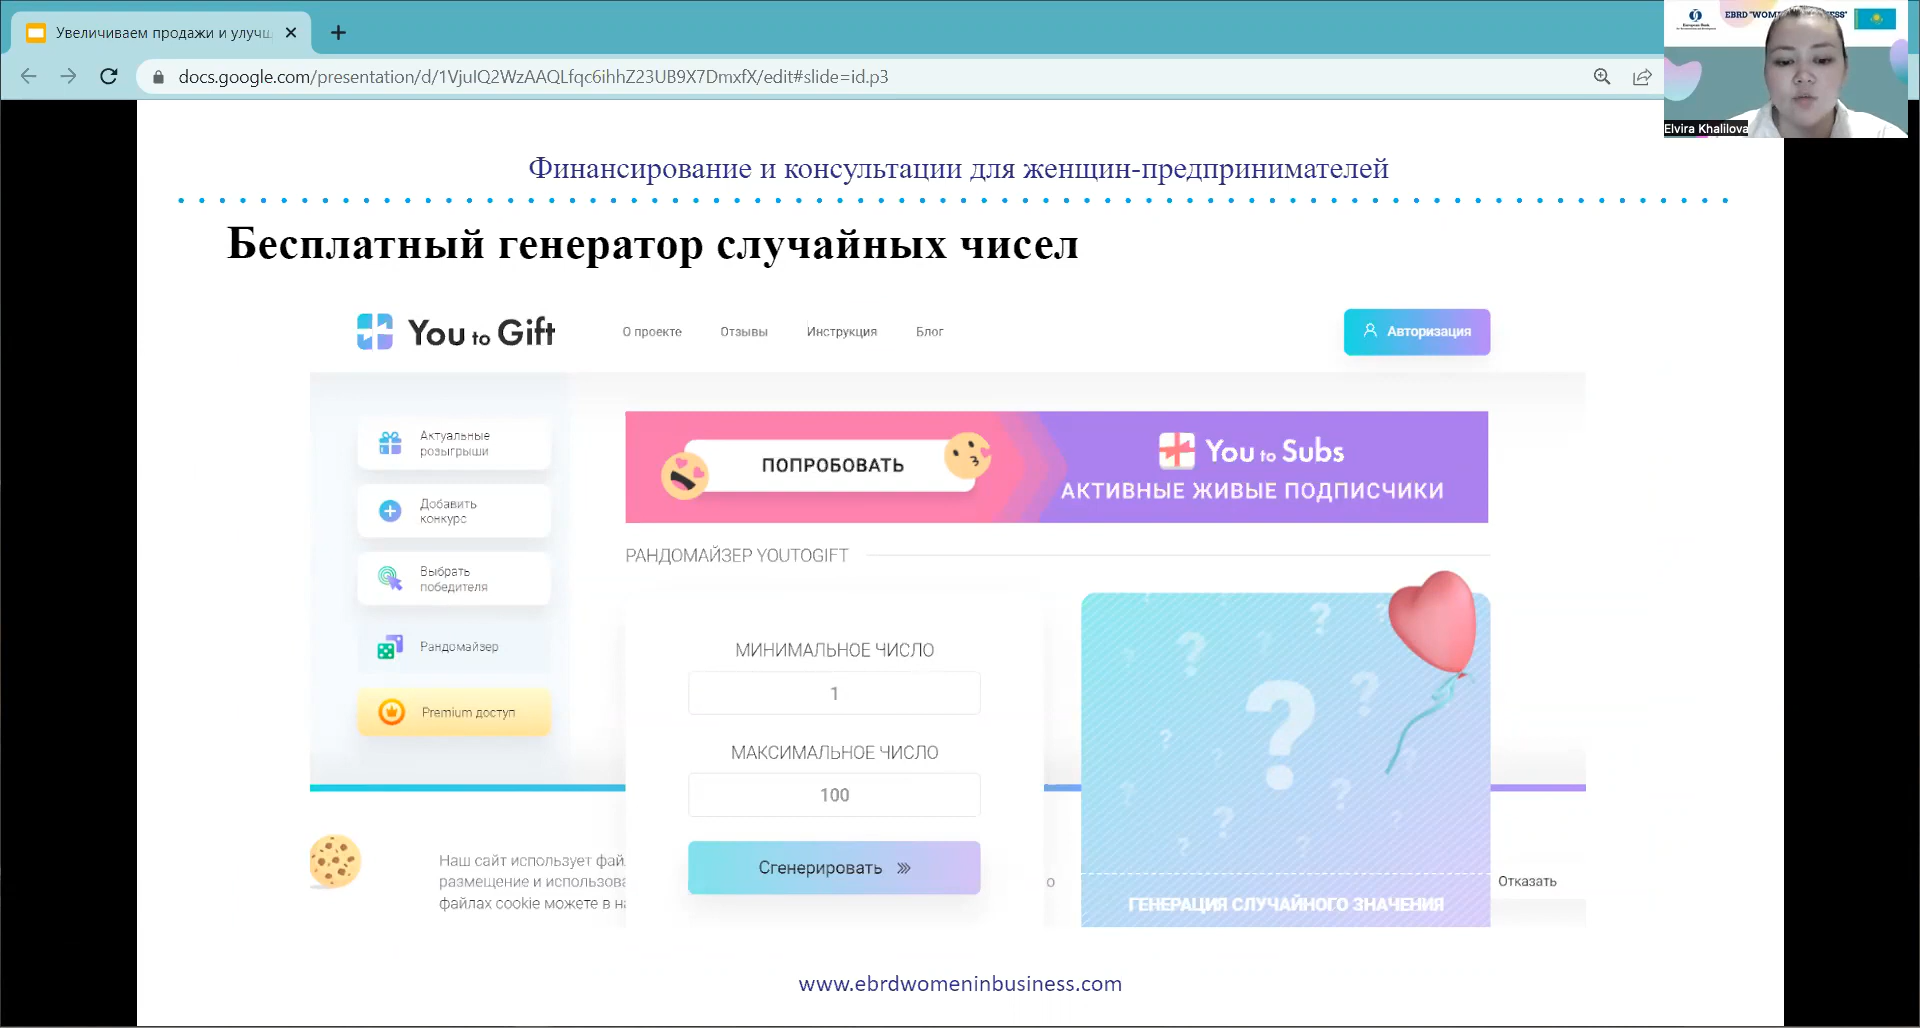 Увеличиваем продажи и улучш
docs.google.com/presentation/d/1VjuIQ2WzAAQLfqc6ihhZ23UB9X7DmxfX/edit#slide=id.p3
EBRD "WOMEN
Elvira Khalilova
Финансирование и консультации для женщин-предпринимателей
Бесплатный генератор случайных чисел
You to Gift
О проекте
Отзывы
Инструкция
Блог
Авторизация
Актуальные
розыгрыши
Добавить
конкурс
Выбрать
победителя
Рандомайзер
Premium доступ
ПОПРОБОВАТЬ
You to Subs
АКТИВНЫЕ ЖИВЫЕ ПОДПИСЧИКИ
РАНДОМАЙЗЕР YOUTOGIFT
МИНИМАЛЬНОЕ ЧИСЛО
1
МАКСИМАЛЬНОЕ ЧИСЛО
100
Сгенерировать
ГЕНЕРАЦИЯ СЛУЧАЙНОГО ЗНАЧЕНИЯ
Наш сайт использует фай
размещение и использова
файлах cookie можете в н
о
Отказать
www.ebrdwomeninbusiness.com